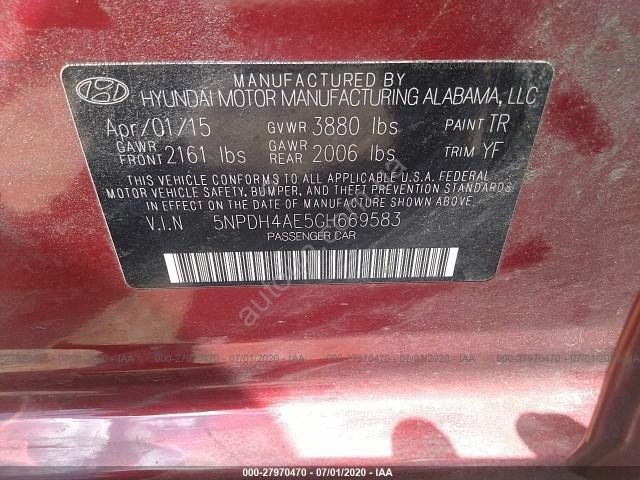 MANUFACTURED BY
HYUNDAI MOTOR MANUFACTURING ALABAMA, LLC
Apr/01/15 GVWR 3880 lbs PAINT TR
GAWR FRONT 2161 lbs GAWR REAR 2006 lbs TRIM YF
THIS VEHICLE CONFORMS TO ALL APPLICABLE U.S.A. FEDERAL
MOTOR VEHICLE SAFETY, BUMPER, AND THEFT PREVENTION STANDARDS
IN EFFECT ON THE DATE OF MANUFACTURE SHOWN ABOVE.
V.I.N 5NPDH4AE5GH669583
PASSENGER CAR
000-27970470 - 07/01/2020 - IAA